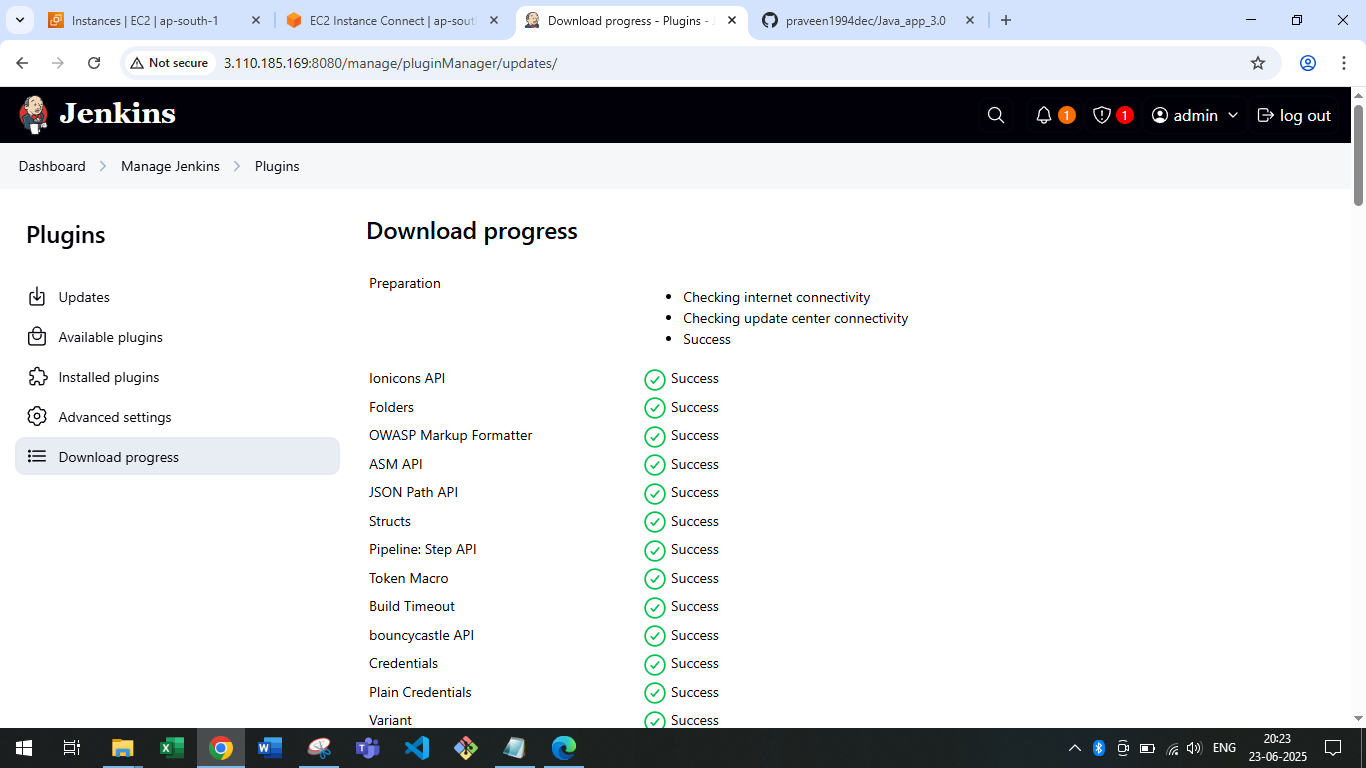 Instances | EC2 | ap-south-1
EC2 Instance Connect | ap-sout
Download progress - Plugins - J
praveen1994dec/Java_app_3.0
Not secure
3.110.185.169:8080/manage/pluginManager/updates/
Jenkins
1
1
admin
log out
Dashboard
Manage Jenkins
Plugins
Plugins
Updates
Available plugins
Installed plugins
Advanced settings
Download progress
Download progress
Preparation
Checking internet connectivity
Checking update center connectivity
Success
Ionicons API Success
Folders Success
OWASP Markup Formatter Success
ASM API Success
JSON Path API Success
Structs Success
Pipeline: Step API Success
Token Macro Success
Build Timeout Success
bouncycastle API Success
Credentials Success
Plain Credentials Success
Variant Success
ENG
20:23
23-06-2025